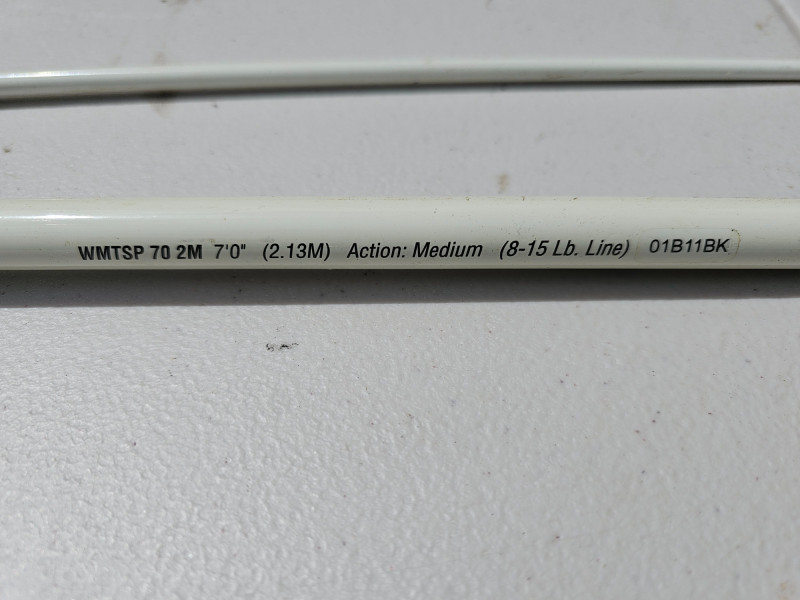 WMTSP 70 2M 7'0" (2.13M) Action: Medium (8-15 Lb. Line) 01B11BK